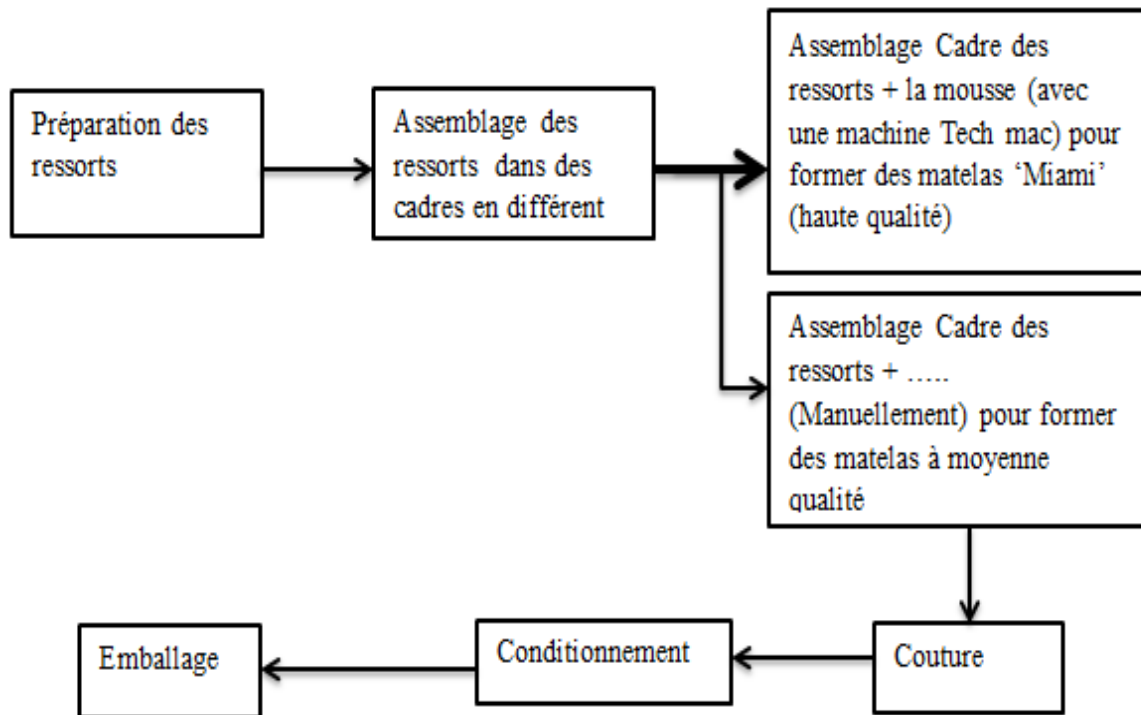 Préparation des
ressorts
Assemblage des
ressorts dans des
cadres en différent
Assemblage Cadre des
ressorts + la mousse (avec
une machine Tech mac) pour
former des matelas ‘Miami’
(haute qualité)
Assemblage Cadre des
ressorts + …..
(Manuellement) pour former
des matelas à moyenne
qualité
Couture
Conditionnement
Emballage